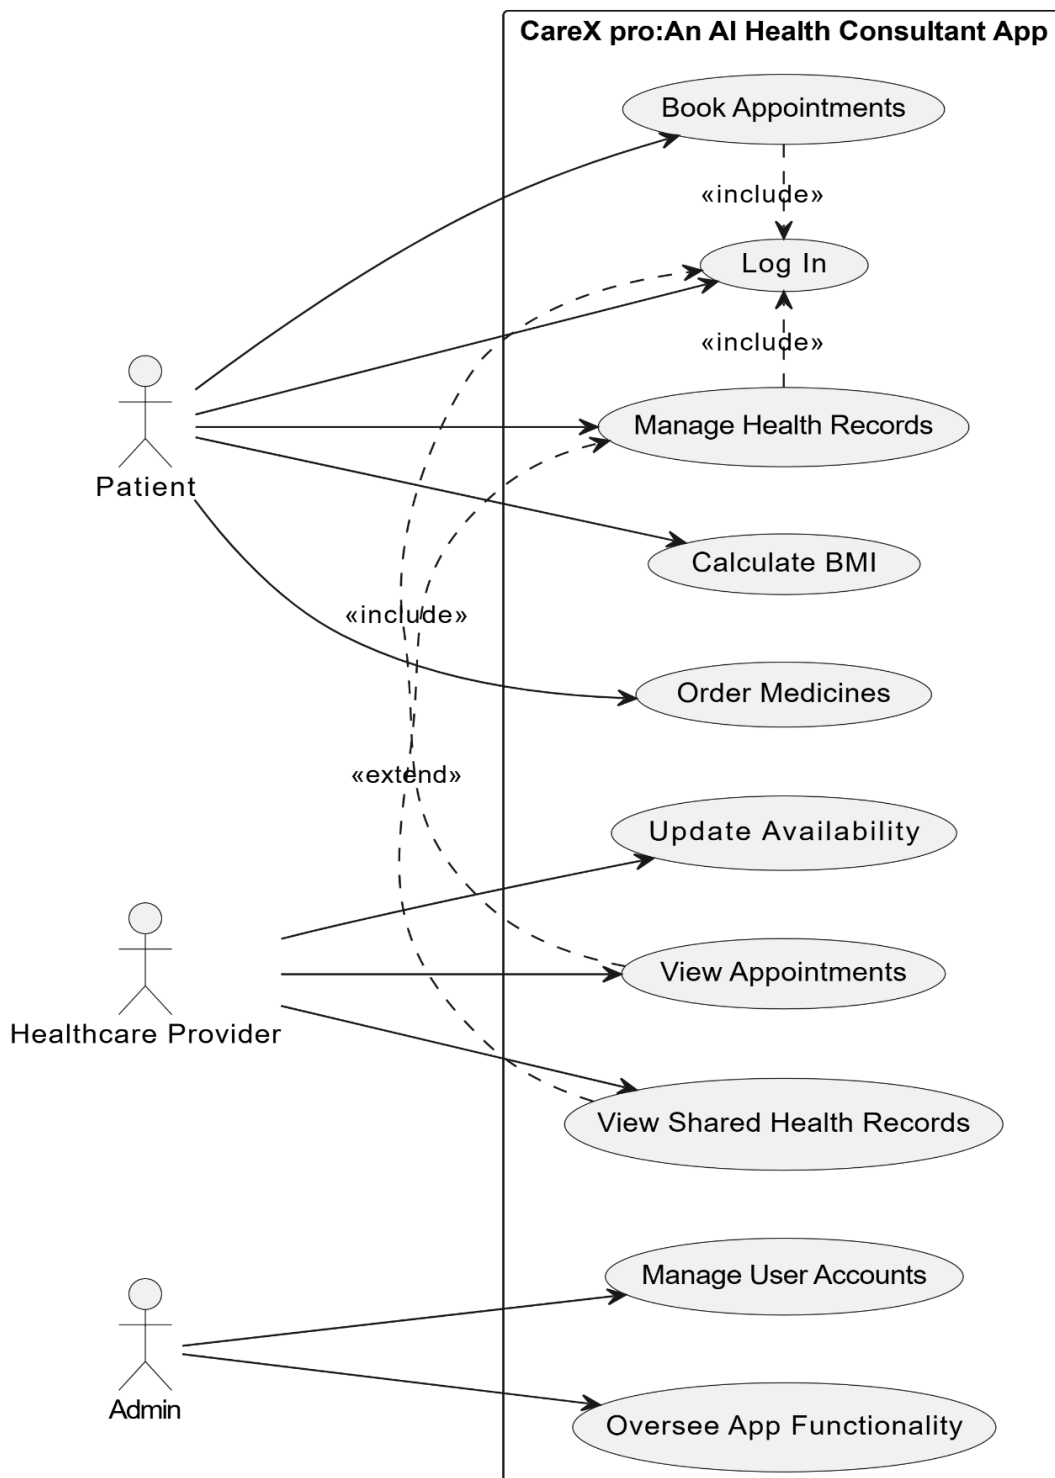 CareX pro:An AI Health Consultant App
Book Appointments
«include»
Log In
«include»
Manage Health Records
Patient
Calculate BMI
«include»
Order Medicines
«extend»
Update Availability
View Appointments
Healthcare Provider
View Shared Health Records
Manage User Accounts
Admin
Oversee App Functionality